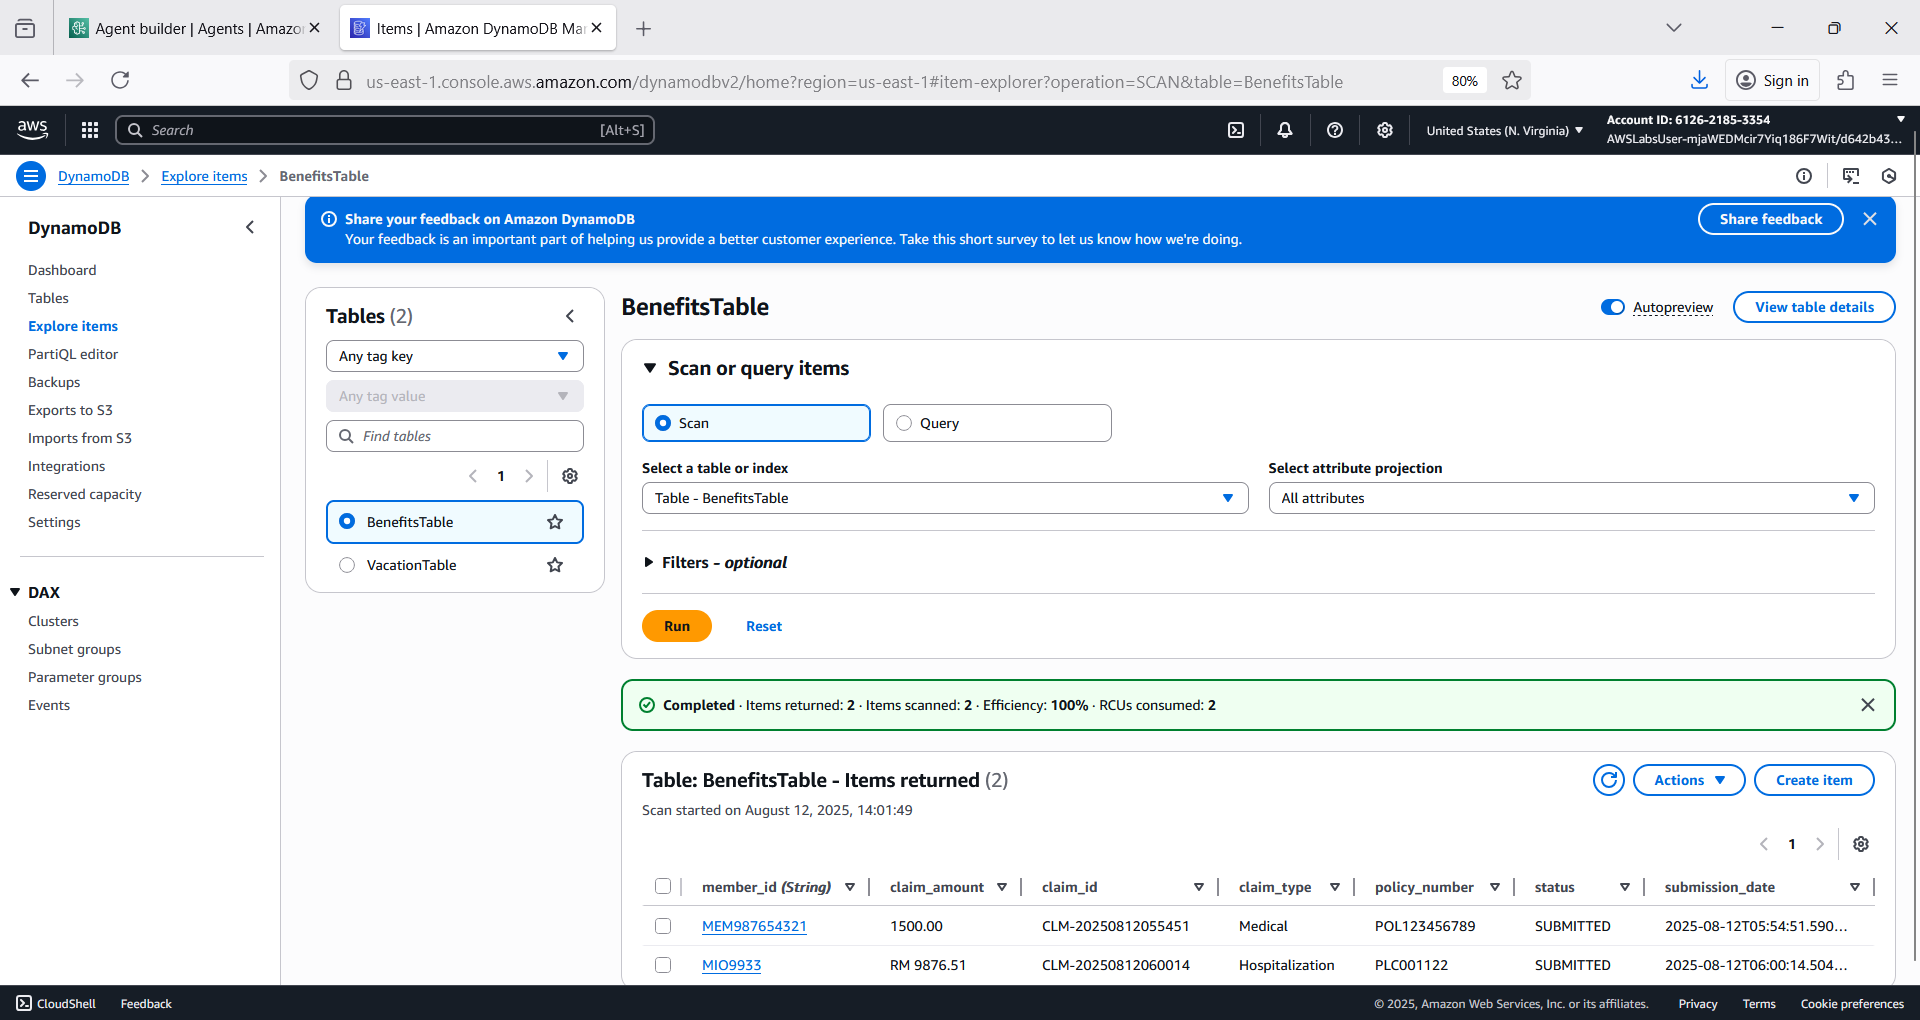 Agent builder | Agents | Amazo
Items | Amazon DynamoDB Ma
us-east-1.console.aws.amazon.com/dynamodbv2/home?region=us-east-1#item-explorer?operation=SCAN&table=BenefitsTable
80%
Sign in
aws
Search
[Alt+S]
United States (N. Virginia)
Account ID: 6126-2185-3354
AWSLabsUser-mjaWEDMcir7Yiq186F7Wit/d642b43...
DynamoDB
Explore items
BenefitsTable
DynamoDB
Dashboard
Tables
Explore items
PartiQL editor
Backups
Exports to S3
Imports from S3
Integrations
Reserved capacity
Settings
DAX
Clusters
Subnet groups
Parameter groups
Events
Share your feedback on Amazon DynamoDB
Your feedback is an important part of helping us provide a better customer experience. Take this short survey to let us know how we're doing.
Share feedback
Tables (2)
Any tag key
Any tag value
Find tables
1
BenefitsTable
VacationTable
BenefitsTable
Autopreview
View table details
Scan or query items
Scan
Query
Select a table or index
Table - BenefitsTable
Select attribute projection
All attributes
Filters - optional
Run
Reset
Completed · Items returned: 2 · Items scanned: 2 · Efficiency: 100% · RCUs consumed: 2
Table: BenefitsTable - Items returned (2)
Scan started on August 12, 2025, 14:01:49
Actions
Create item
1
member_id (String) claim_amount claim_id claim_type policy_number status submission_date
MEM987654321 1500.00 CLM-20250812055451 Medical POL123456789 SUBMITTED 2025-08-12T05:54:51.590...
MIO9933 RM 9876.51 CLM-20250812060014 Hospitalization PLC001122 SUBMITTED 2025-08-12T06:00:14.504...
CloudShell
Feedback
© 2025, Amazon Web Services, Inc. or its affiliates.
Privacy
Terms
Cookie preferences